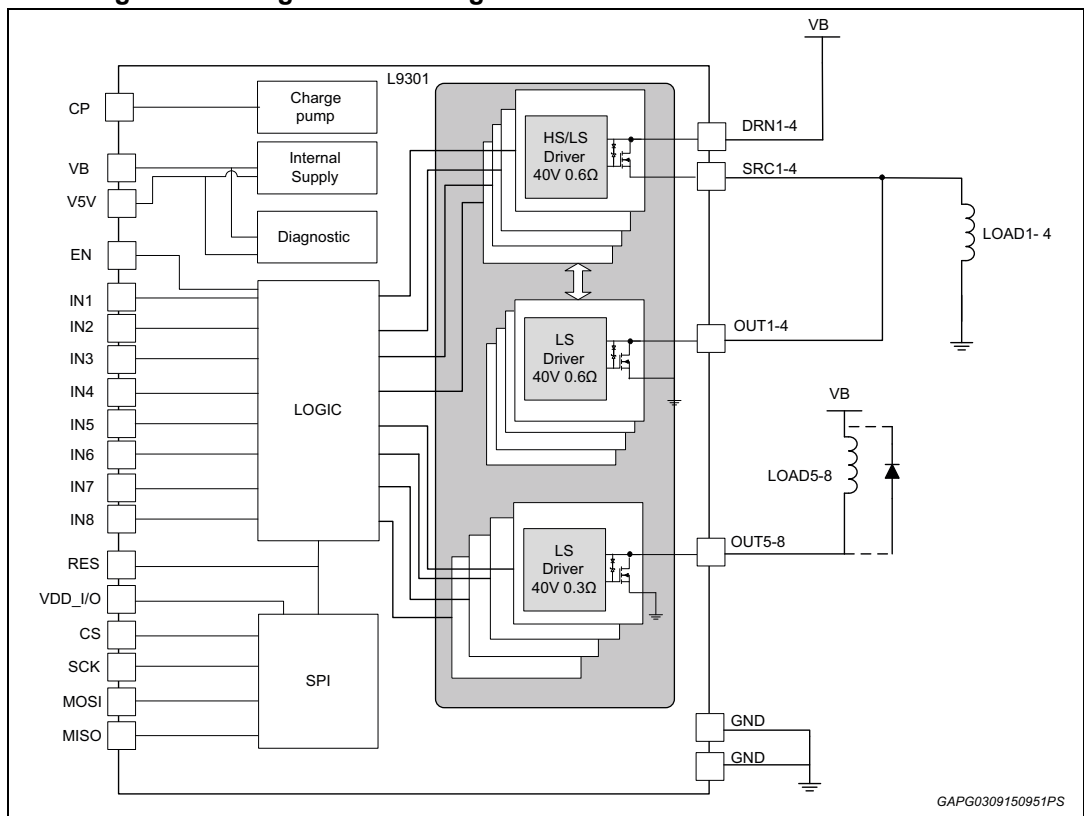 VB
L9301
CP
Charge
pump
HS/LS
Driver
40V 0.6Ω
DRN1-4
VB
Internal
Supply
SRC1-4
V5V
Diagnostic
LOAD1- 4
EN
IN1
IN2
IN3
IN4
IN5
IN6
IN7
IN8
LOGIC
LS
Driver
40V 0.6Ω
OUT1-4
VB
LOAD5-8
RES
VDD_I/O
CS
SCK
MOSI
MISO
SPI
LS
Driver
40V 0.3Ω
OUT5-8
GND
GND
GAPG0309150951PS